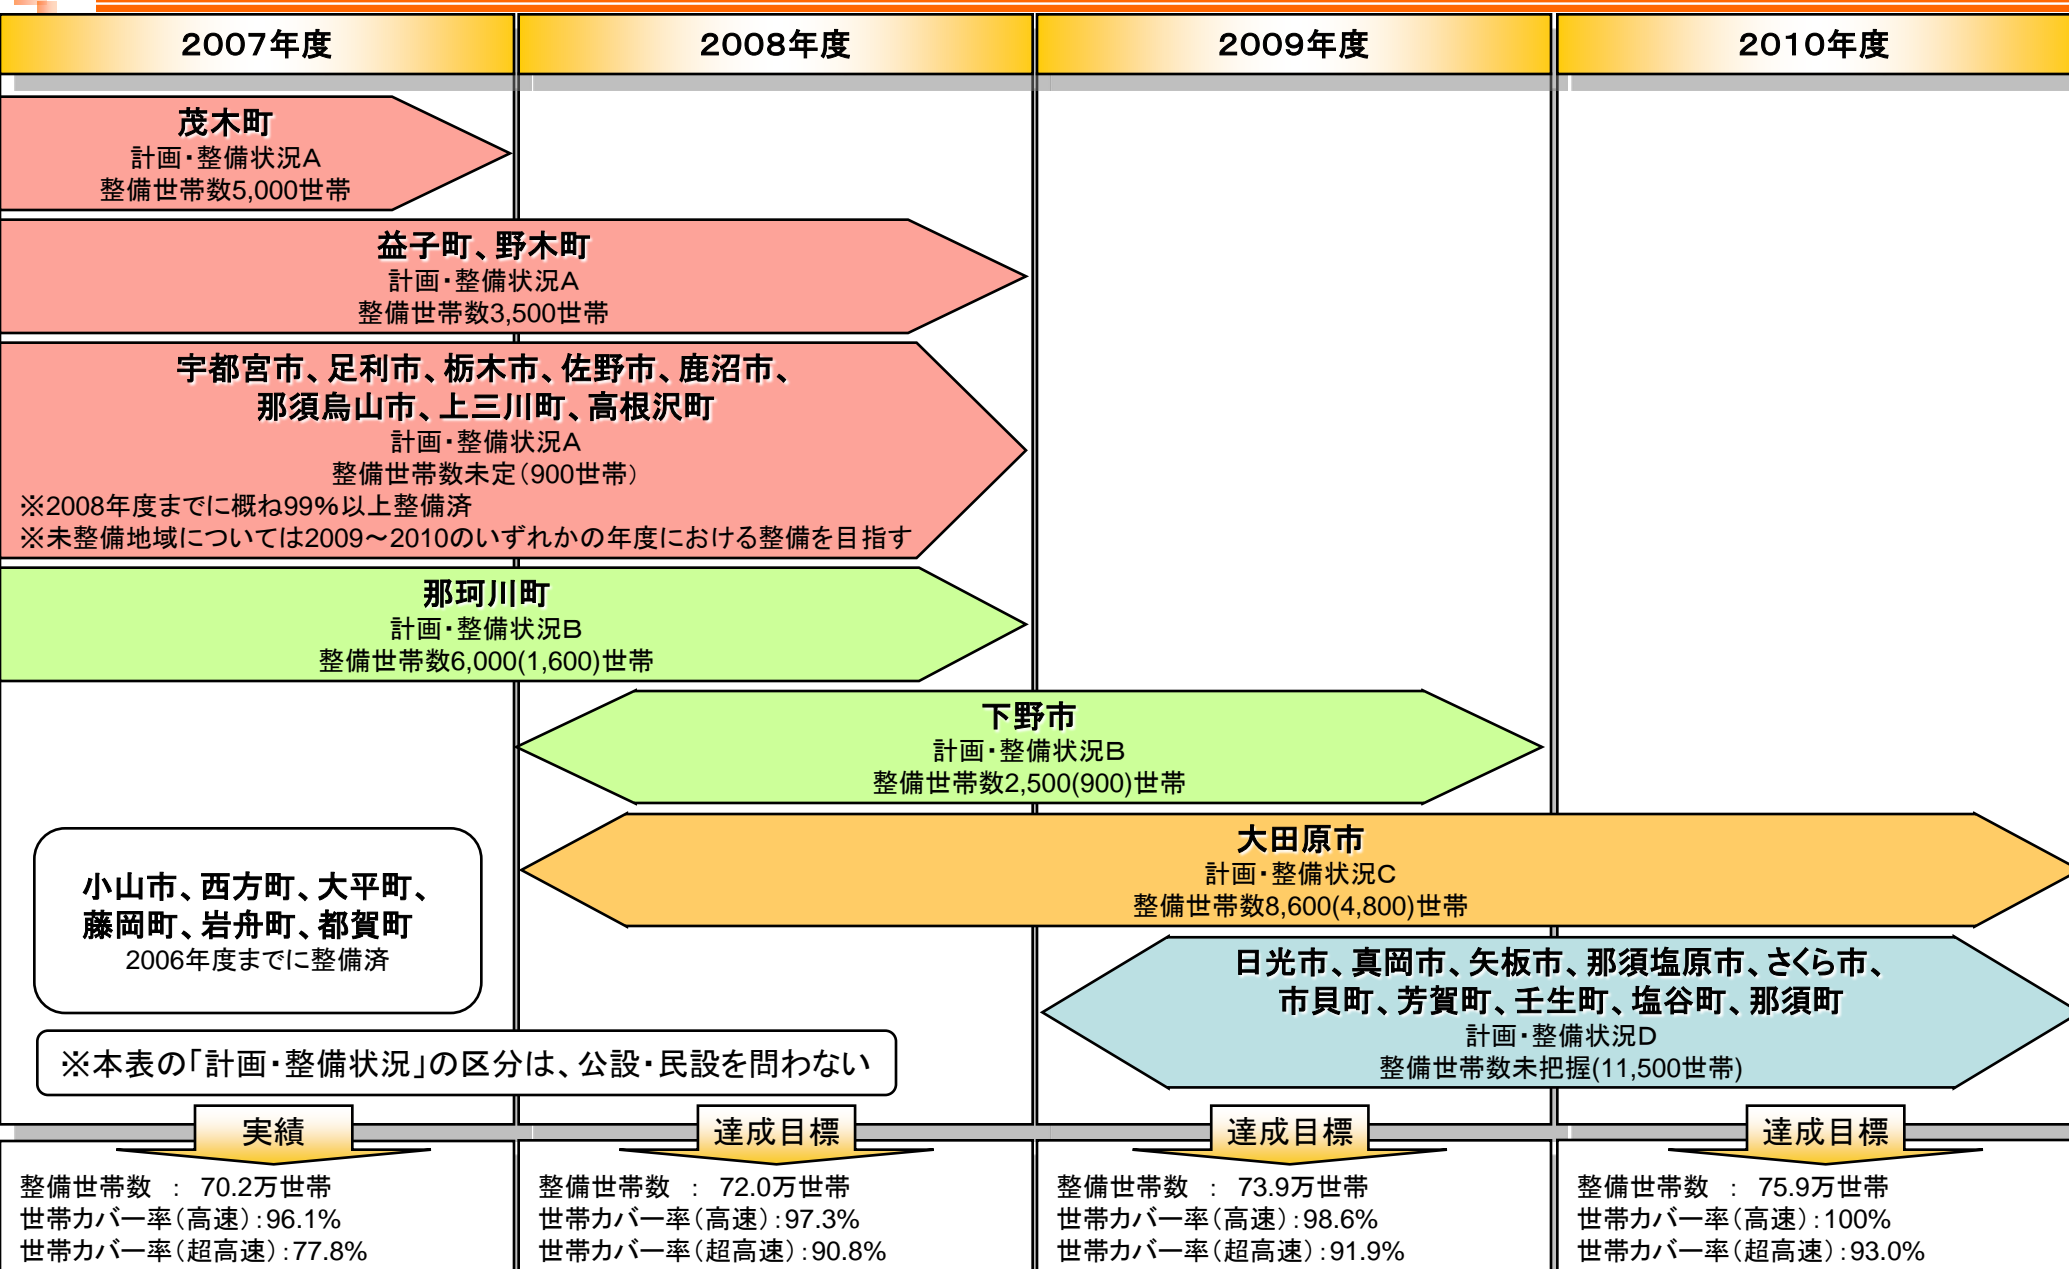 2007年度
2008年度
2009年度
2010年度
茂木町
計画・整備状況A
整備世帯数5,000世帯
益子町、野木町
計画・整備状況A
整備世帯数3,500世帯
宇都宮市、足利市、栃木市、佐野市、鹿沼市、
那須烏山市、上三川町、高根沢町
計画・整備状況A
整備世帯数未定(900世帯)
※2008年度までに概ね99%以上整備済
※未整備地域については2009～2010のいずれかの年度における整備を目指す
那珂川町
計画・整備状況B
整備世帯数6,000(1,600)世帯
下野市
計画・整備状況B
整備世帯数2,500(900)世帯
大田原市
計画・整備状況C
整備世帯数8,600(4,800)世帯
小山市、西方町、大平町、
藤岡町、岩舟町、都賀町
2006年度までに整備済
日光市、真岡市、矢板市、那須塩原市、さくら市、
市貝町、芳賀町、壬生町、塩谷町、那須町
計画・整備状況D
整備世帯数未把握(11,500世帯)
※本表の「計画・整備状況」の区分は、公設・民設を問わない
実績
整備世帯数 : 70.2万世帯
世帯カバー率(高速):96.1%
世帯カバー率(超高速):77.8%
達成目標
整備世帯数 : 72.0万世帯
世帯カバー率(高速):97.3%
世帯カバー率(超高速):90.8%
達成目標
整備世帯数 : 73.9万世帯
世帯カバー率(高速):98.6%
世帯カバー率(超高速):91.9%
達成目標
整備世帯数 : 75.9万世帯
世帯カバー率(高速):100%
世帯カバー率(超高速):93.0%